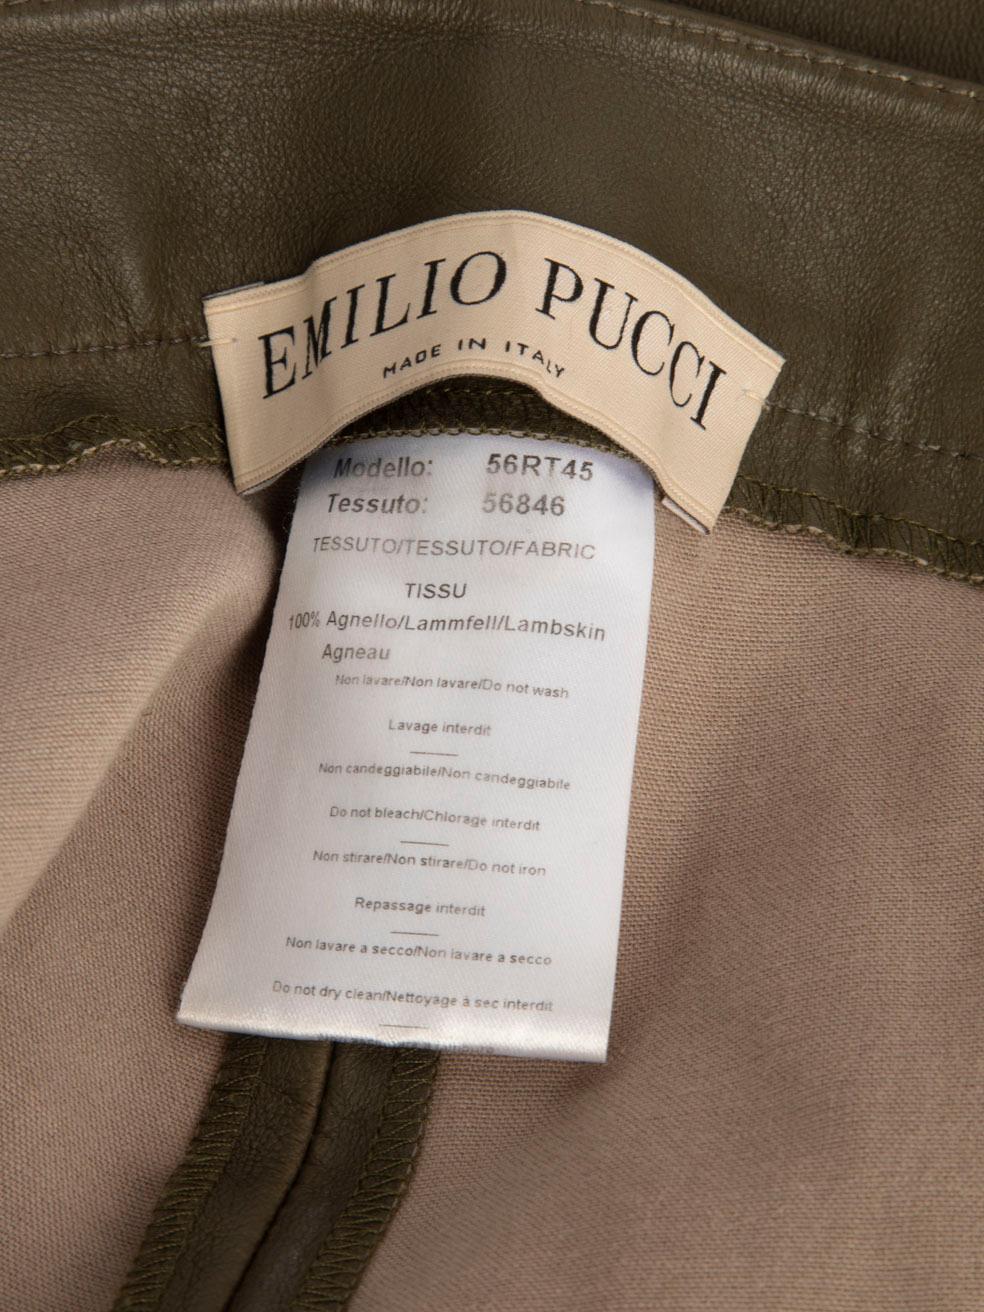 EMILIO PUCCI
MADE IN ITALY
Modello: 56RT45
Tessuto: 56846
TESSUTO/TESSUTO/FABRIC
TISSU
100% Agnello/Lammfell/Lambskin
Agneau
Non lavare/Non lavare/Do not wash
Lavage interdit
Non candeggiabile/Non candeggiabile
Do not bleach/Chlorage interdit
Non stirare/Non stirare/Do not iron
Repassage interdit
Non lavare a secco/Non lavare a secco
Do not dry clean/Nettoyage à sec interdit